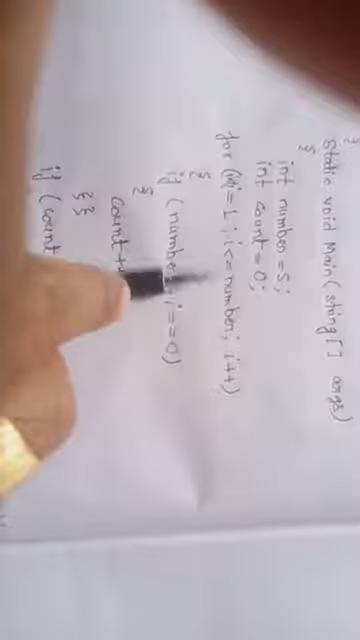 {
static void Main(string[] args)
{
int number=5;
int count=0;
for (int i=1; i<=number; i++)
{
if (number i==0)
{
count+
}}
if (count